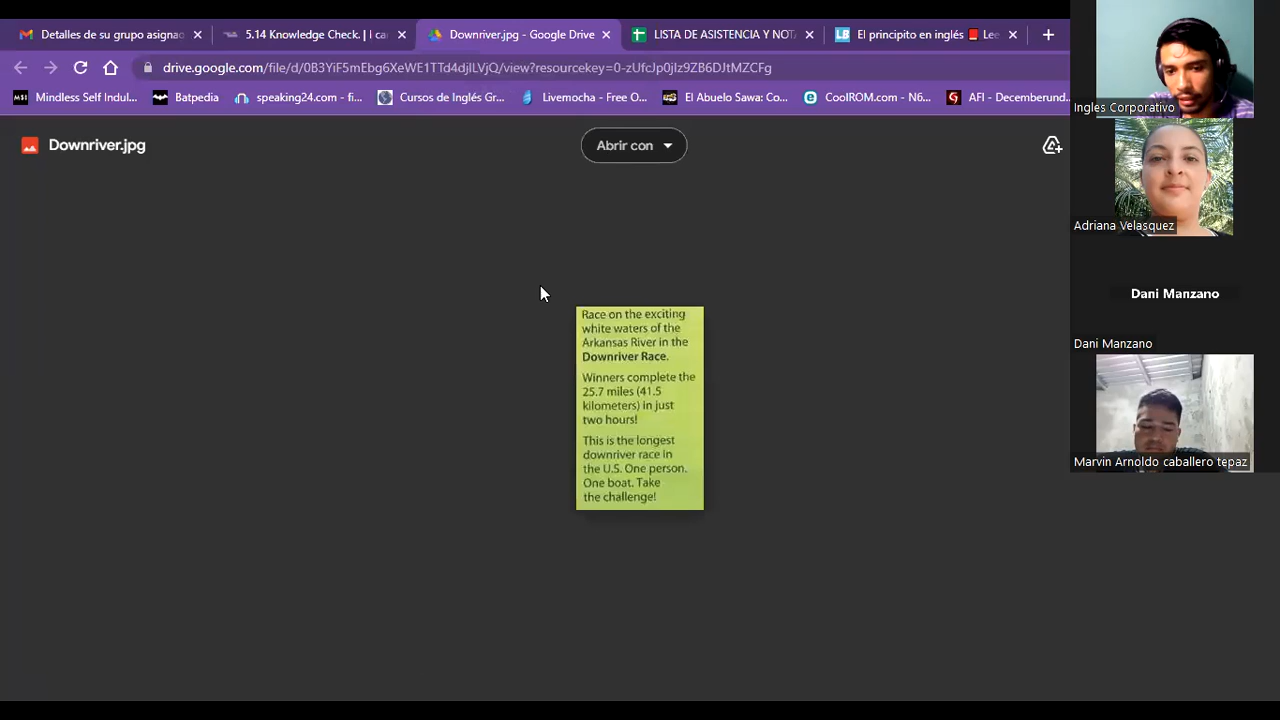 Detalles de su grupo asignao
5.14 Knowledge Check. | I ca
Downriver.jpg - Google Drive
LISTA DE ASISTENCIA Y NOTA
El principito en inglés 📕 Lee
drive.google.com/file/d/0B3YiF5mEbg6XeWE1TTd4djlLVjQ/view?resourcekey=0-zUfcJp0jIz9ZB6DJtMZCFg
Mindless Self Indul...
Batpedia
speaking24.com - fi...
Cursos de Inglés Gr...
Livemocha - Free O...
El Abuelo Sawa: Co...
CoolROM.com - N6...
AFI - Decemberund...
Downriver.jpg
Abrir con
Race on the exciting
white waters of the
Arkansas River in the
Downriver Race.
Winners complete the
25.7 miles (41.5
kilometers) in just
two hours!
This is the longest
downriver race in
the U.S. One person.
One boat. Take
the challenge!
Ingles Corporativo
Adriana Velasquez
Dani Manzano
Dani Manzano
Marvin Arnoldo caballero tepaz